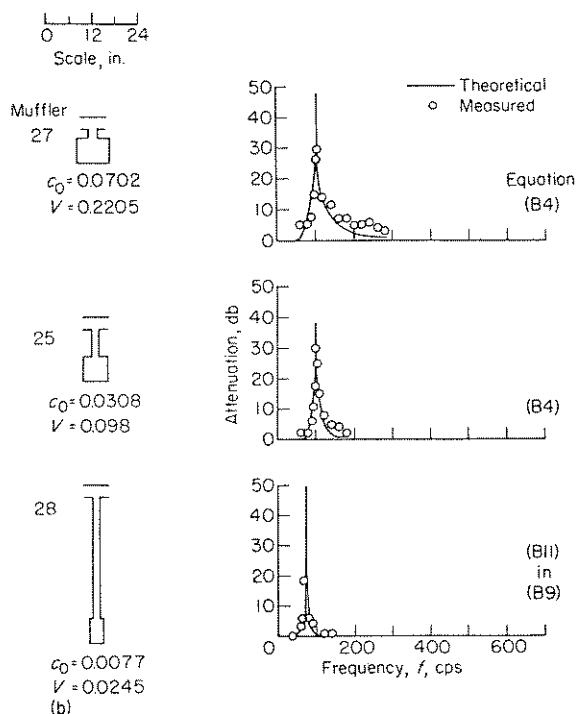 0 12 24
Scale, in.
Muffler
27
c₀=0.0702
V=0.2205
50
40
30
20
10
0
Theoretical
Measured
Equation
(B4)
25
c₀=0.0308
V=0.098
Attenuation, db
50
40
30
20
10
0
(B4)
28
c₀=0.0077
V=0.0245
(b)
50
40
30
20
10
0
200 400 600
Frequency, f, cps
(B11)
in
(B9)